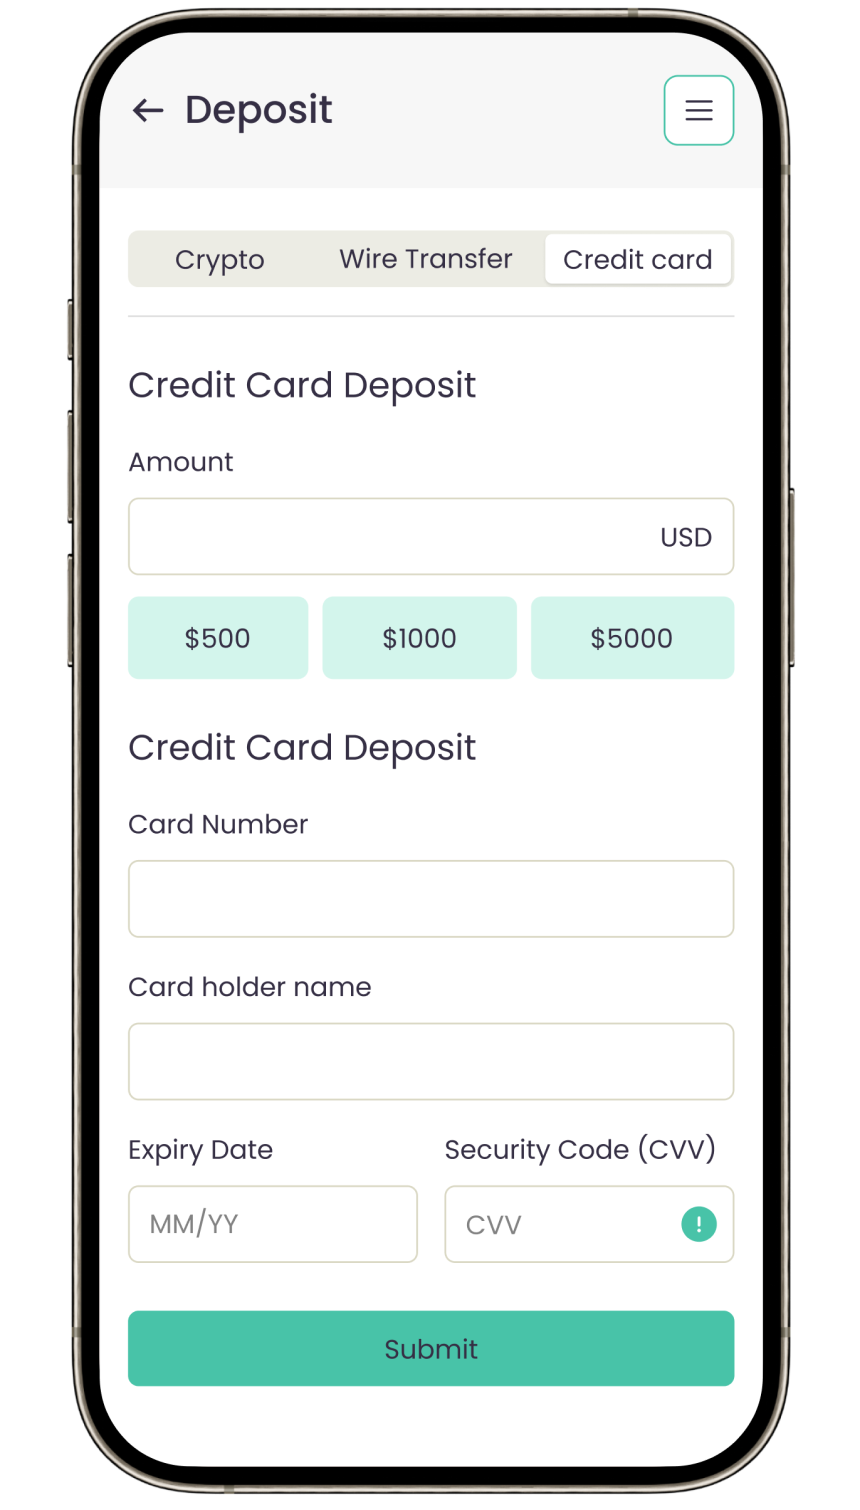 Deposit
Crypto Wire Transfer Credit card
Credit Card Deposit
Amount
USD
$500 $1000 $5000
Credit Card Deposit
Card Number
Card holder name
Expiry Date Security Code (CVV)
MM/YY CVV !
Submit